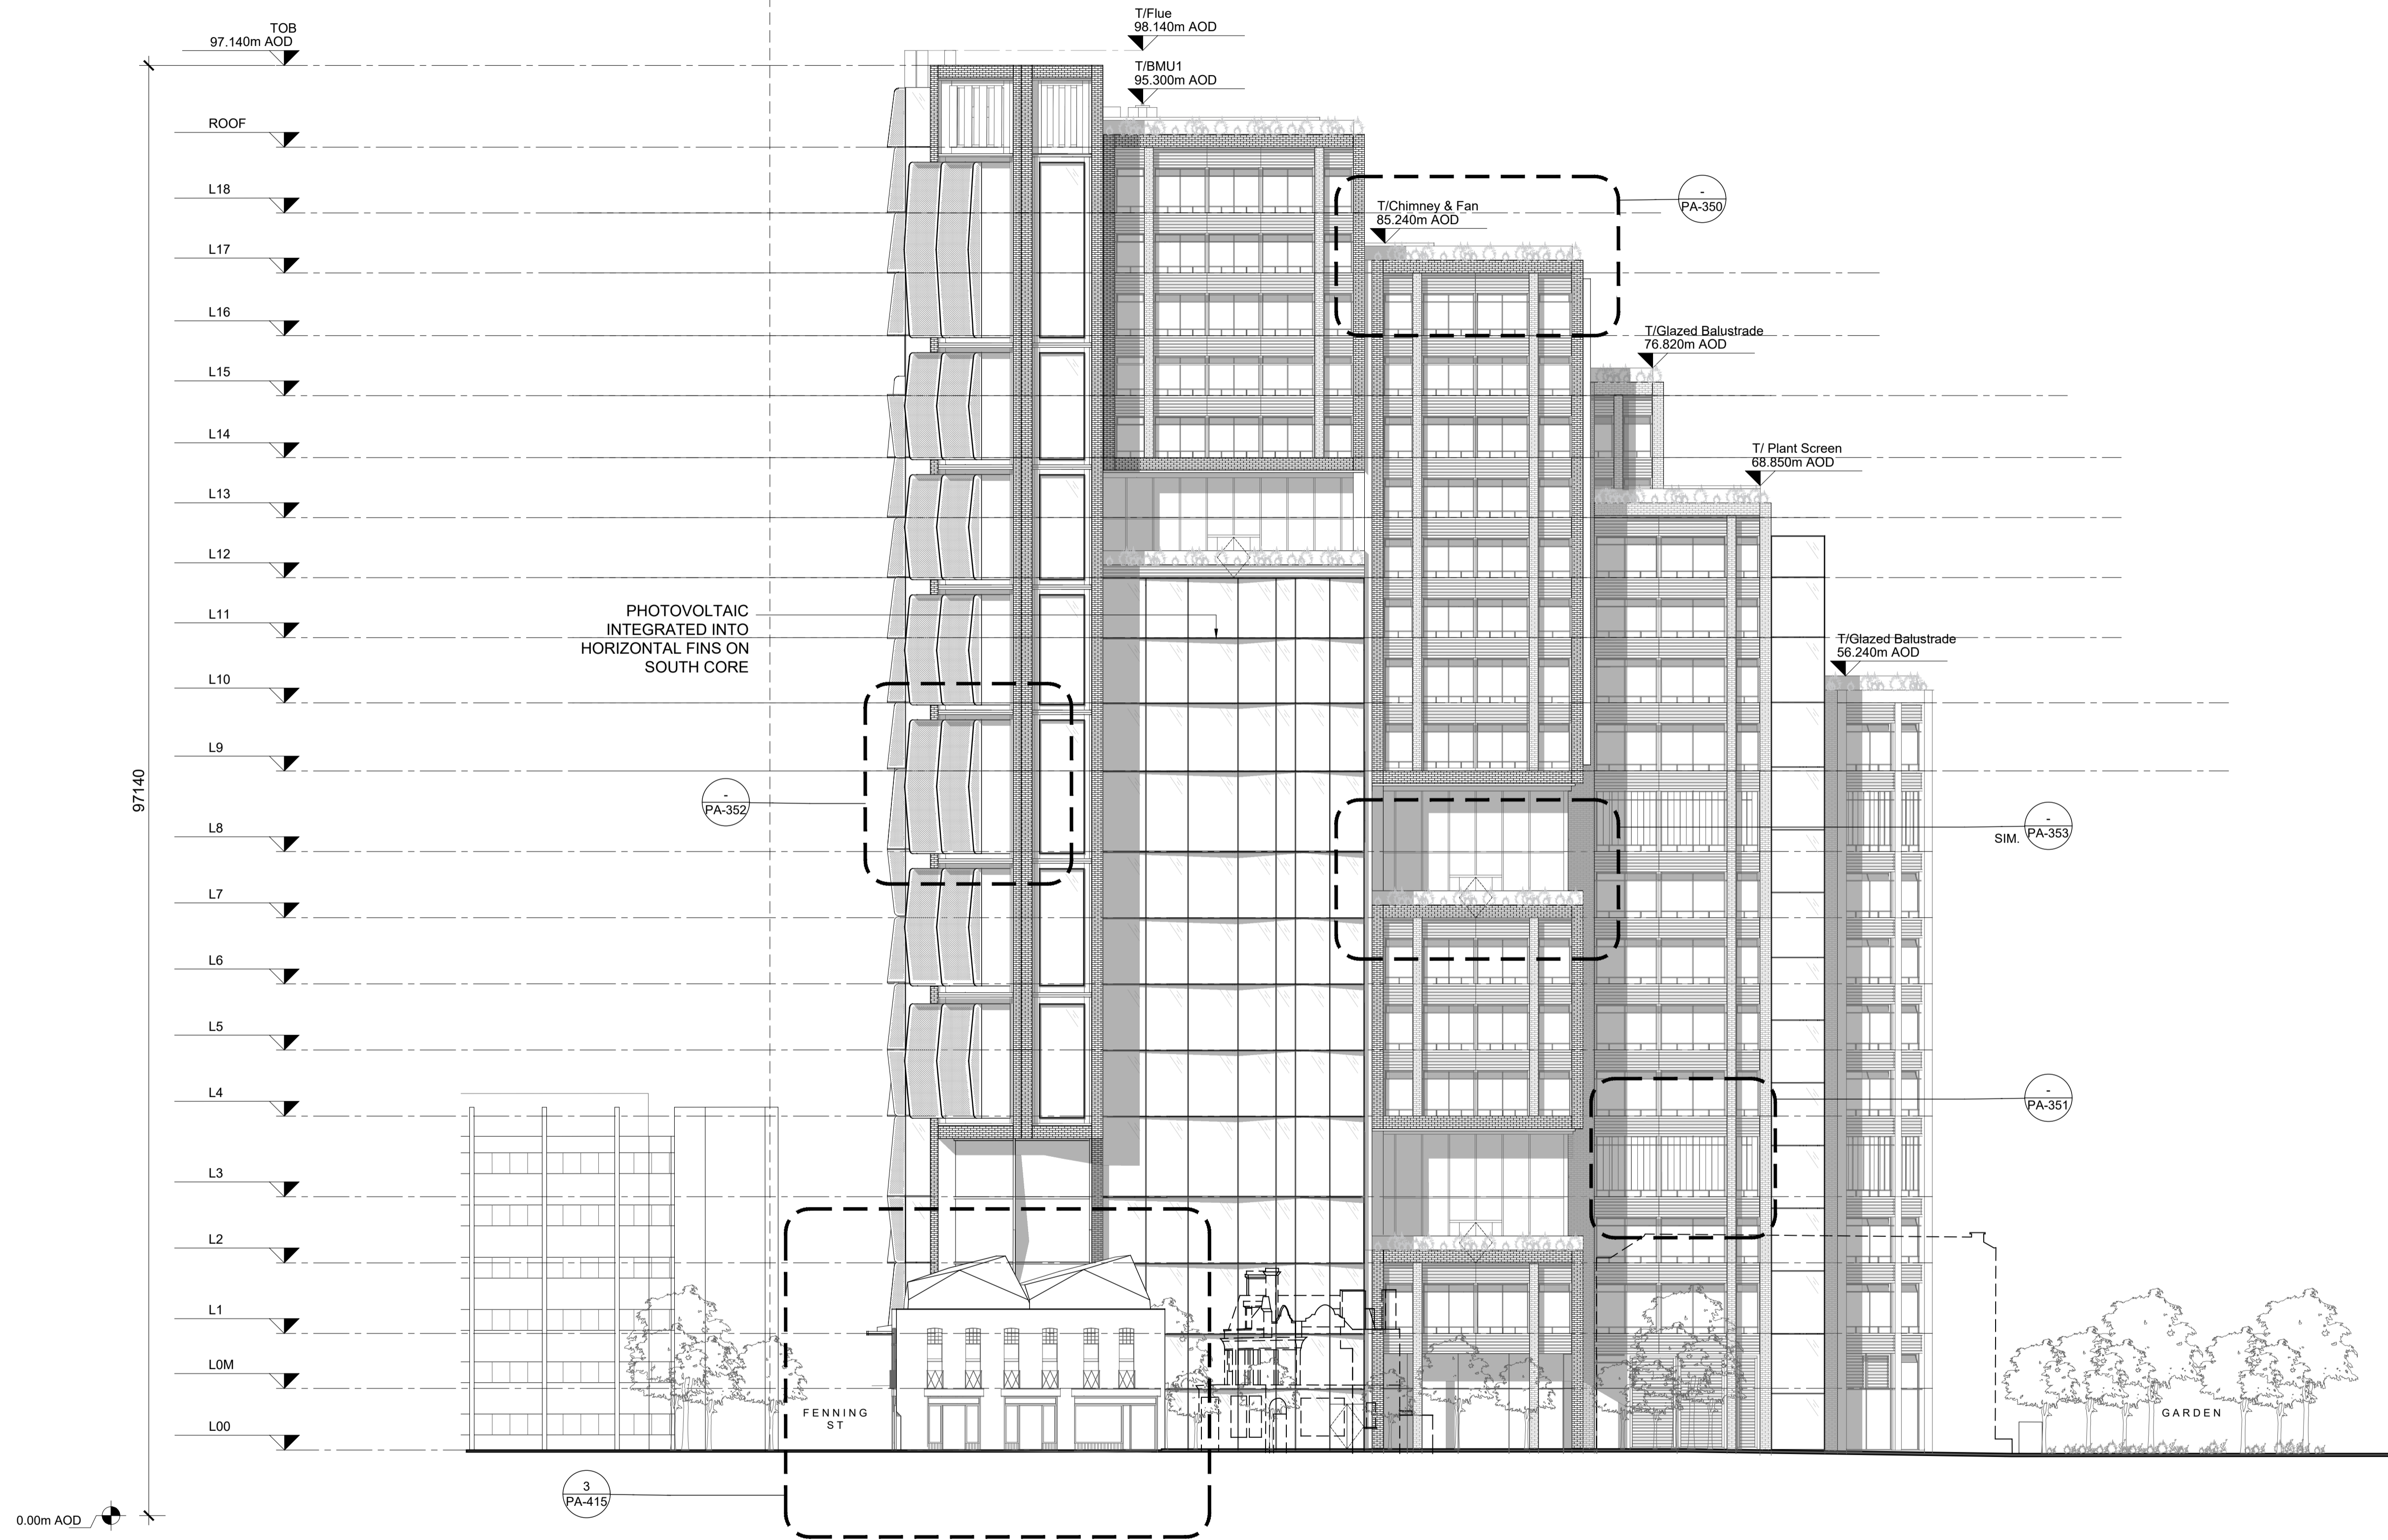 T/Flue
98.140m AOD
TOB
97.140m AOD
T/BMU1
95.300m AOD
ROOF
L18
T/Chimney & Fan
85.240m AOD
-
PA-350
L17
L16
T/Glazed Balustrade
76.820m AOD
L15
L14
T/ Plant Screen
68.850m AOD
L13
L12
PHOTOVOLTAIC
INTEGRATED INTO
HORIZONTAL FINS ON
SOUTH CORE
L11
T/Glazed Balustrade
56.240m AOD
L10
L9
97140
-
PA-352
L8
-
PA-353
SIM.
L7
L6
L5
L4
-
PA-351
L3
L2
L1
L0M
FENNING
ST
GARDEN
L00
3
PA-415
0.00m AOD